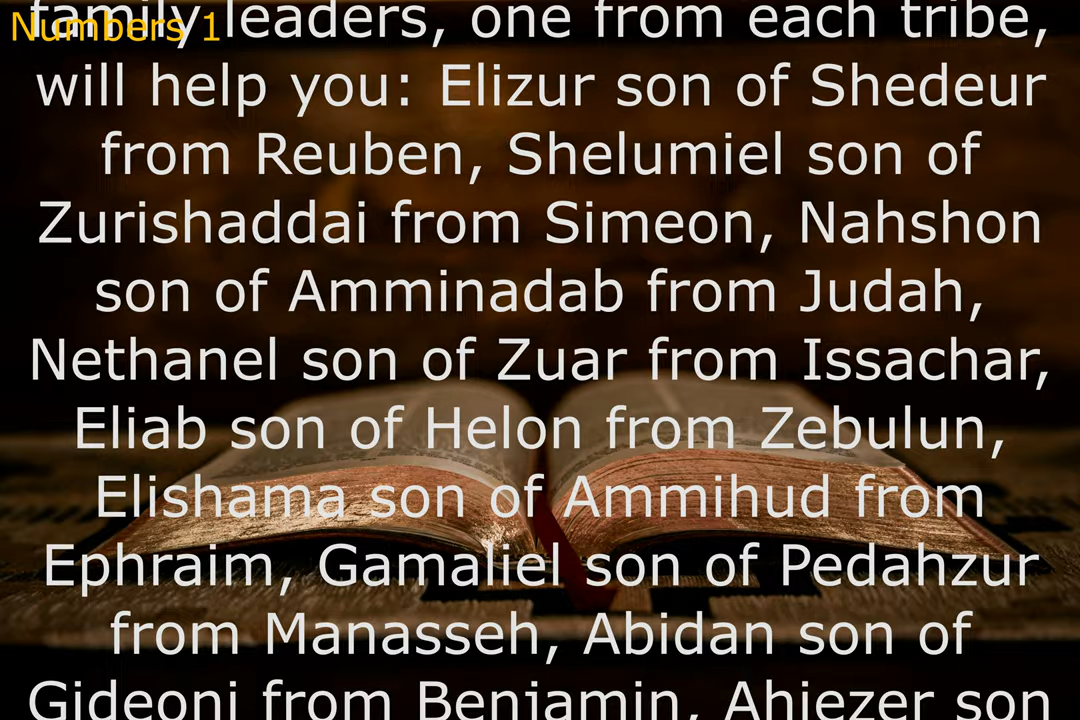 Numbers 1
family leaders, one from each tribe,
will help you: Elizur son of Shedeur
from Reuben, Shelumiel son of
Zurishaddai from Simeon, Nahshon
son of Amminadab from Judah,
Nethanel son of Zuar from Issachar,
Eliab son of Helon from Zebulun,
Elishama son of Ammihud from
Ephraim, Gamaliel son of Pedahzur
from Manasseh, Abidan son of
Gideoni from Benjamin, Ahiezer son